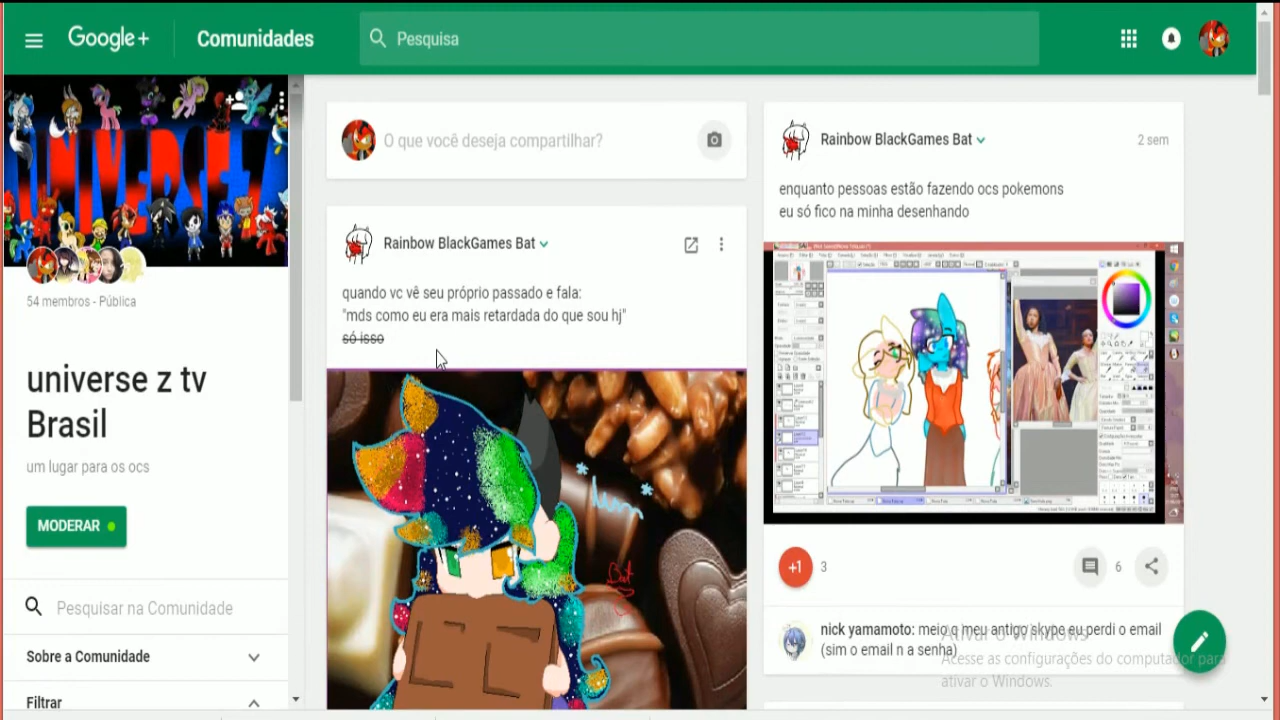 Google+
Comunidades
Pesquisa
UNIVERSE Z
54 membros - Pública
universe z tv
Brasil
um lugar para os ocs
MODERAR
Pesquisar na Comunidade
Sobre a Comunidade
Filtrar
O que você deseja compartilhar?
Rainbow BlackGames Bat
quando vc vê seu próprio passado e fala:
"mds como eu era mais retardada do que sou hj"
só isso
Bat
Rainbow BlackGames Bat
2 sem
enquanto pessoas estão fazendo ocs pokemons
eu só fico na minha desenhando
+1
3
6
nick yamamoto: meio q meu antigo skype eu perdi o email
(sim o email n a senha)
Ativar o Windows
Acesse as configurações do computador para
ativar o Windows.